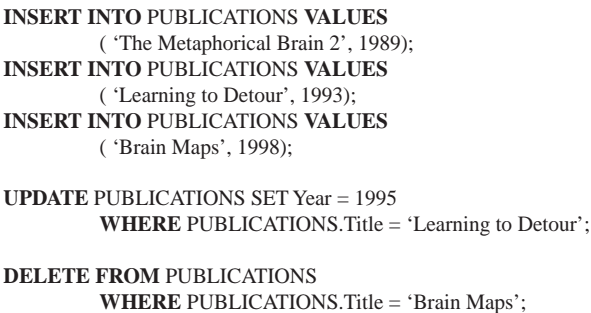 INSERT INTO PUBLICATIONS VALUES
( ‘The Metaphorical Brain 2’, 1989);
INSERT INTO PUBLICATIONS VALUES
( ‘Learning to Detour’, 1993);
INSERT INTO PUBLICATIONS VALUES
( ‘Brain Maps’, 1998);
UPDATE PUBLICATIONS SET Year = 1995
WHERE PUBLICATIONS.Title = ‘Learning to Detour’;
DELETE FROM PUBLICATIONS
WHERE PUBLICATIONS.Title = ‘Brain Maps’;